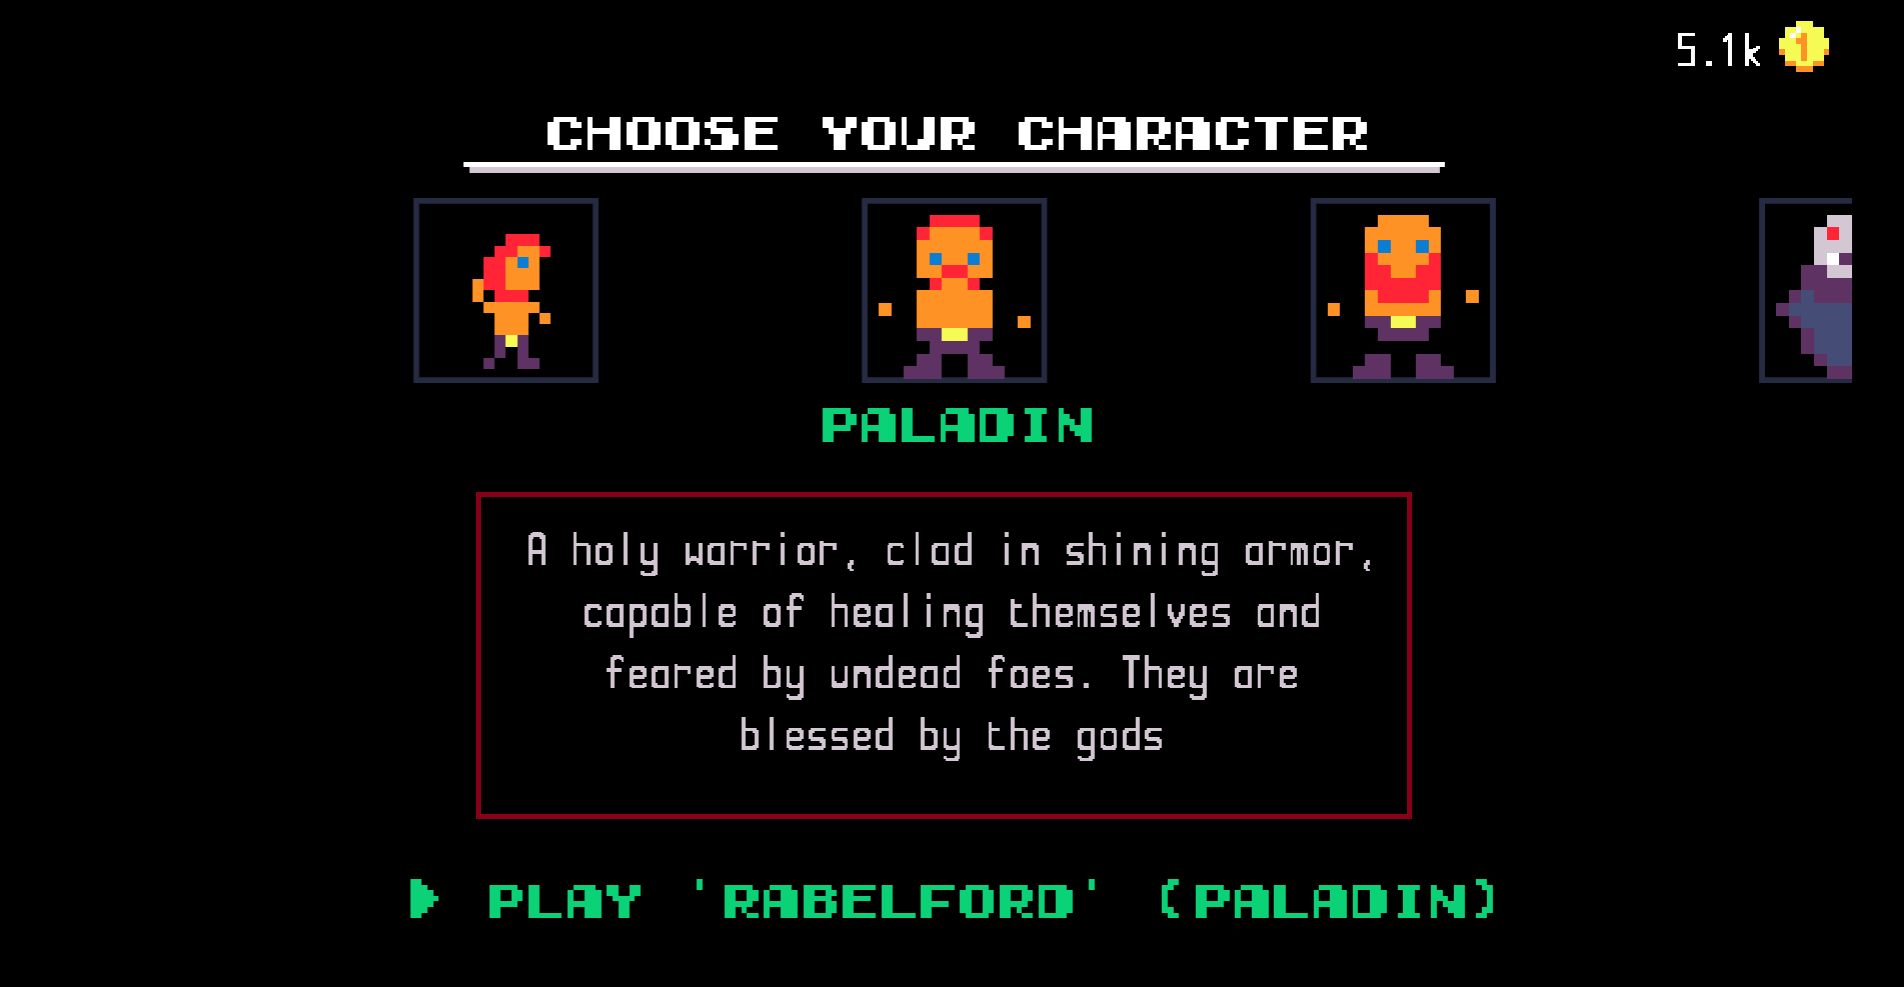 5.1k 1
CHOOSE YOUR CHARACTER
PALADIN
A holy warrior, clad in shining armor,
capable of healing themselves and
feared by undead foes. They are
blessed by the gods
PLAY 'RABELFORD' (PALADIN)